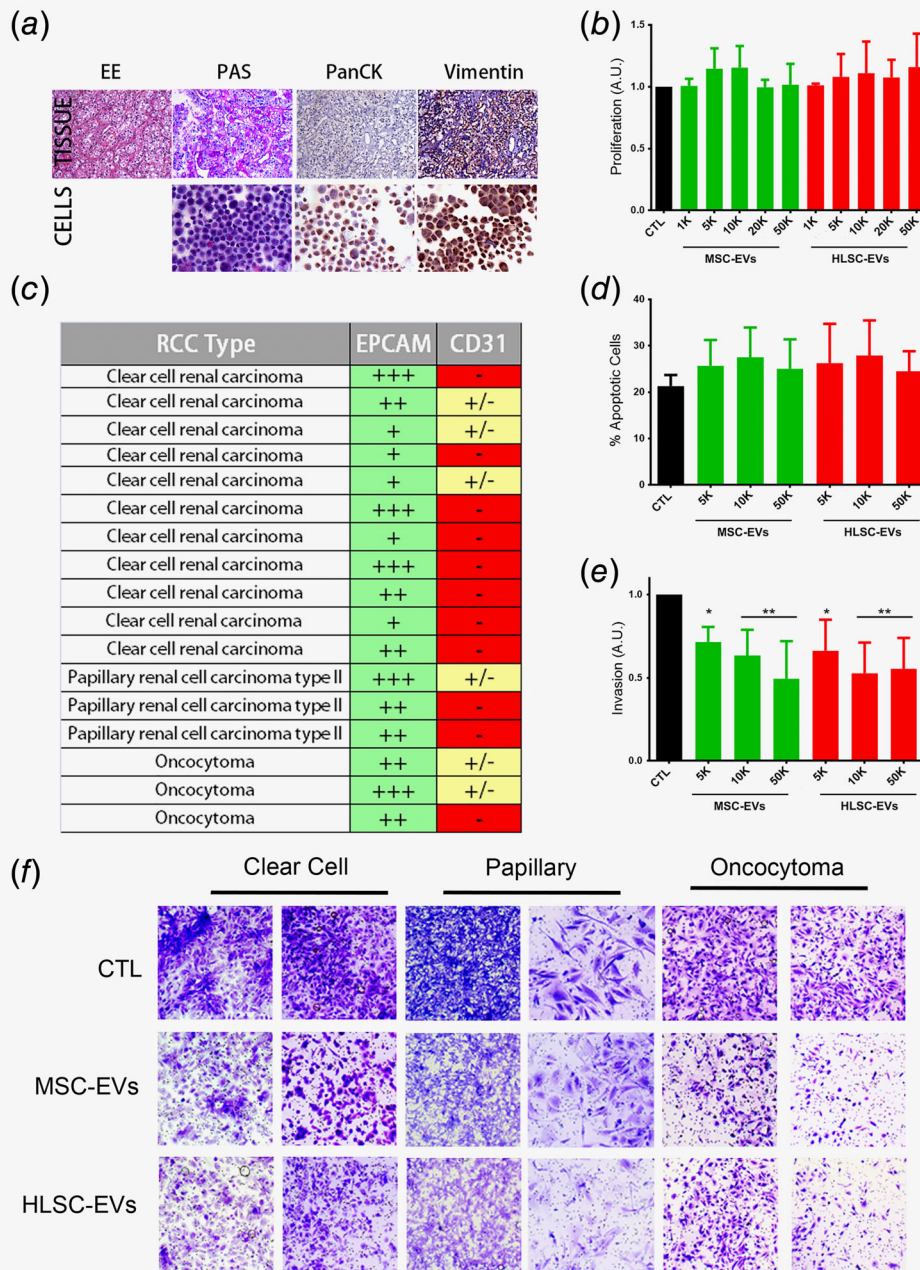 (a)
EE PAS PanCK Vimentin
TISSUE
CELLS
(b)
Proliferation (A.U.)
1.5
1.0
0.5
0.0
CTL 1K 5K 10K 20K 50K 1K 5K 10K 20K 50K
MSC-EVs HLSC-EVs
(c)
RCC Type EPCAM CD31
Clear cell renal carcinoma +++ -
Clear cell renal carcinoma ++ +/-
Clear cell renal carcinoma + +/-
Clear cell renal carcinoma + -
Clear cell renal carcinoma + +/-
Clear cell renal carcinoma +++ -
Clear cell renal carcinoma + -
Clear cell renal carcinoma +++ -
Clear cell renal carcinoma ++ -
Clear cell renal carcinoma + -
Clear cell renal carcinoma ++ -
Papillary renal cell carcinoma type II +++ +/-
Papillary renal cell carcinoma type II ++ -
Papillary renal cell carcinoma type II ++ -
Oncocytoma ++ +/-
Oncocytoma +++ +/-
Oncocytoma ++ -
(d)
% Apoptotic Cells
40
30
20
10
0
CTL 5K 10K 50K 5K 10K 50K
MSC-EVs HLSC-EVs
(e)
Invasion (A.U.)
1.0
0.5
0.0
* ** * **
CTL 5K 10K 50K 5K 10K 50K
MSC-EVs HLSC-EVs
(f)
Clear Cell Papillary Oncocytoma
CTL
MSC-EVs
HLSC-EVs